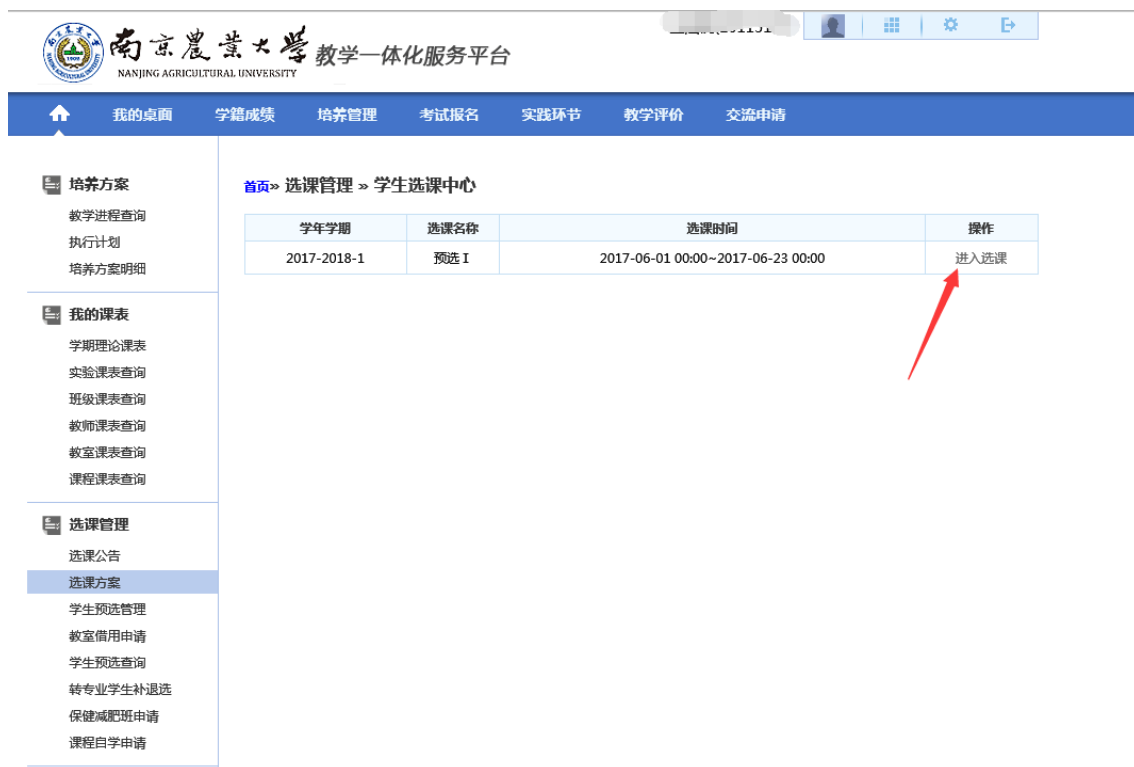 南京農業大學 教学一体化服务平台
NANJING AGRICULTURAL UNIVERSITY
我的桌面 学籍成绩 培养管理 考试报名 实践环节 教学评价 交流申请
培养方案
教学进程查询
执行计划
培养方案明细
我的课表
学期理论课表
实验课表查询
班级课表查询
教师课表查询
教室课表查询
课程课表查询
选课管理
选课公告
选课方案
学生预选管理
教室借用申请
学生预选查询
转专业学生补退选
保健减肥班申请
课程自学申请
首页» 选课管理 » 学生选课中心
学年学期 选课名称 选课时间 操作
2017-2018-1 预选 I 2017-06-01 00:00~2017-06-23 00:00 进入选课